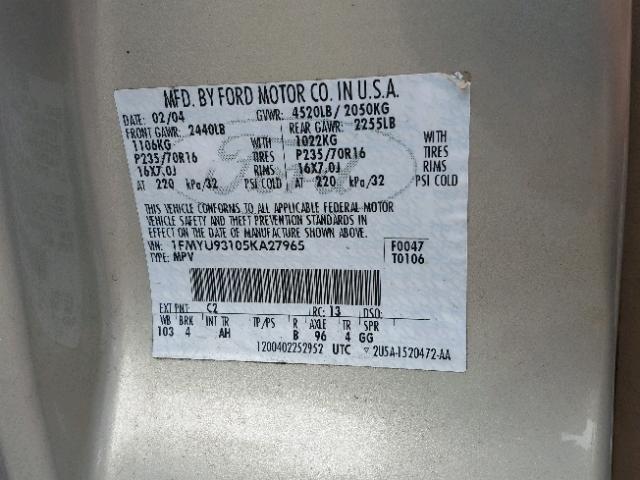 MFD. BY FORD MOTOR CO. IN U.S.A.
DATE: 02/04 GVWR: 4520LB/ 2050KG
FRONT GAWR: 2440LB REAR GAWR: 2255LB
1106KG WITH 1022KG WITH
P235/70R16 TIRES P235/70R16 TIRES
16X7.0J RIMS 16X7.0J RIMS
AT 220 kPa/32 PSI COLD AT 220 kPa/32 PSI COLD
THIS VEHICLE CONFORMS TO ALL APPLICABLE FEDERAL MOTOR
VEHICLE SAFETY AND THEFT PREVENTION STANDARDS IN
EFFECT ON THE DATE OF MANUFACTURE SHOWN ABOVE.
VIN: 1FMYU93105KA27965 F0047
TYPE: MPV T0106
EXT PNT: C2 RC: 13 DSO:
WB BRK INT TR TP/PS R AXLE TR SPR
103 4 AH B 96 4 GG
1200402252952 UTC ▽ 2U5A-1520472-AA
Ford